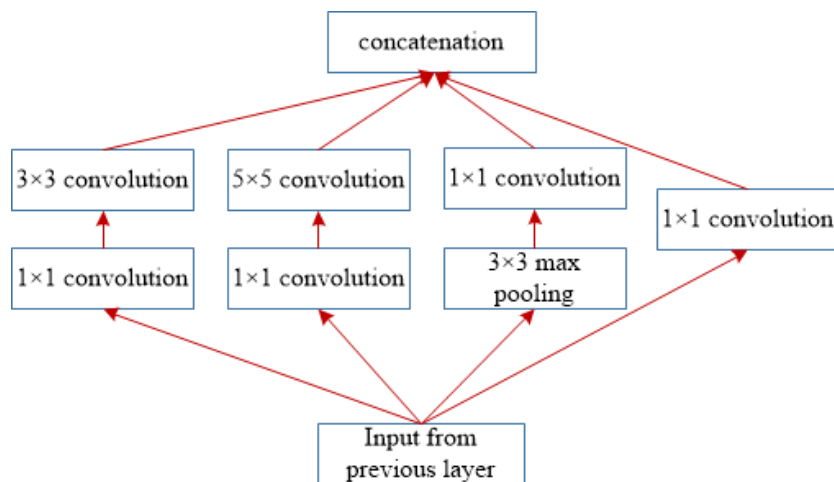 concatenation
3×3 convolution
5×5 convolution
1×1 convolution
1×1 convolution
1×1 convolution
1×1 convolution
3×3 max
pooling
Input from
previous layer